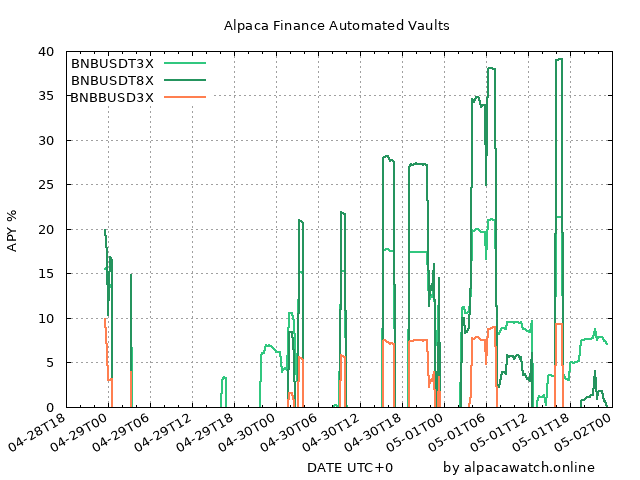 Alpaca Finance Automated Vaults
BNBUSDT3X
BNBUSDT8X
BNBBUSD3X
APY %
40
35
30
25
20
15
10
5
0
04-28T18
04-29T00
04-29T06
04-29T12
04-29T18
04-30T00
04-30T06
04-30T12
04-30T18
05-01T00
05-01T06
05-01T12
05-01T18
05-02T00
DATE UTC+0
by alpacawatch.online